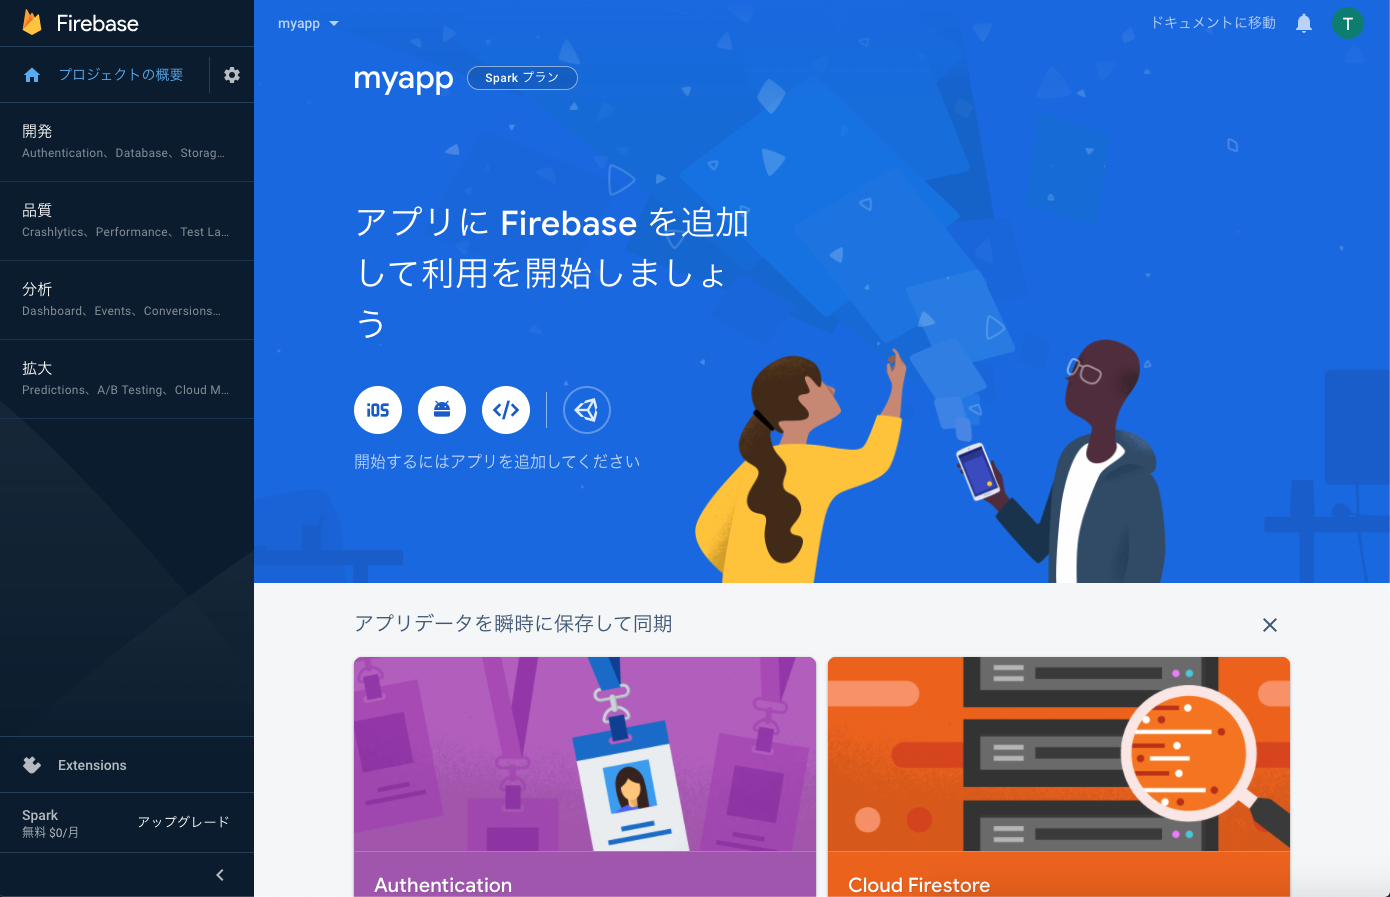 Firebase
myapp
ドキュメントに移動
T
プロジェクトの概要
myapp
Spark プラン
開発
Authentication、Database、Storag…
品質
Crashlytics、Performance、Test La…
分析
Dashboard、Events、Conversions…
拡大
Predictions、A/B Testing、Cloud M…
アプリに Firebase を追加
して利用を開始しましょ
う
iOS
開始するにはアプリを追加してください
アプリデータを瞬時に保存して同期
Authentication
Cloud Firestore
Extensions
Spark
無料 $0/月
アップグレード